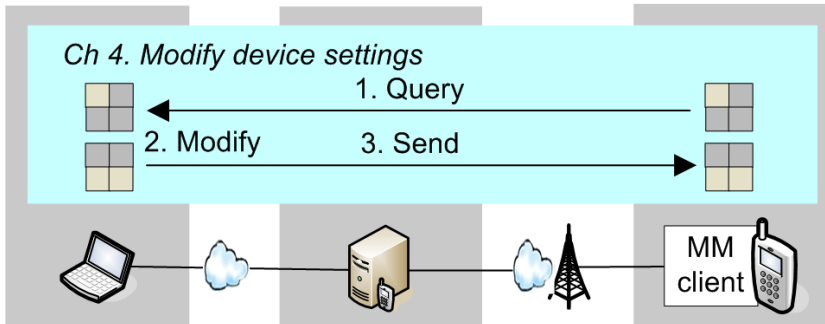 Ch 4. Modify device settings
1. Query
2. Modify
3. Send
MM
client